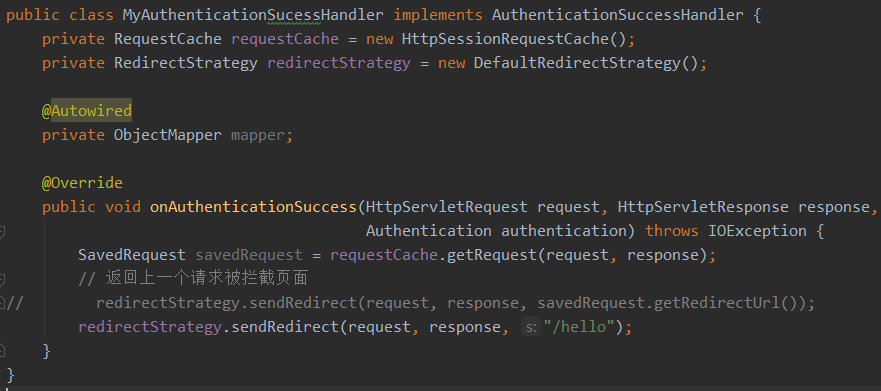 public class MyAuthenticationSucessHandler implements AuthenticationSuccessHandler {
    private RequestCache requestCache = new HttpSessionRequestCache();
    private RedirectStrategy redirectStrategy = new DefaultRedirectStrategy();
    @Autowired
    private ObjectMapper mapper;
    @Override
    public void onAuthenticationSuccess(HttpServletRequest request, HttpServletResponse response,
                                        Authentication authentication) throws IOException {
        SavedRequest savedRequest = requestCache.getRequest(request, response);
        // 返回上一个请求被拦截页面
//        redirectStrategy.sendRedirect(request, response, savedRequest.getRedirectUrl());
        redirectStrategy.sendRedirect(request, response, s: "/hello");
    }
}